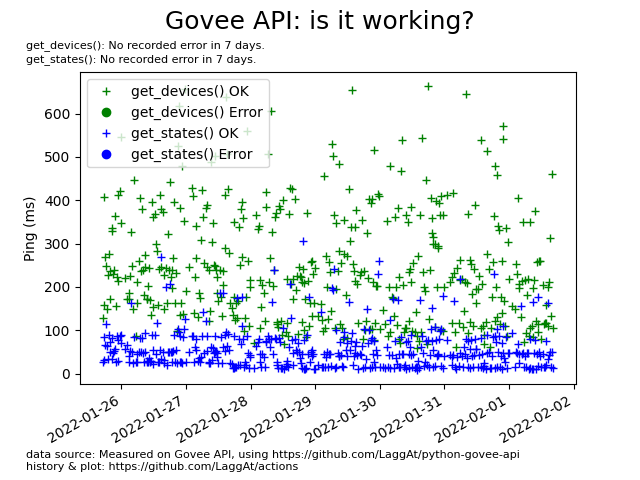 Govee API: is it working?
get_devices(): No recorded error in 7 days.
get_states(): No recorded error in 7 days.
get_devices() OK
get_devices() Error
get_states() OK
get_states() Error
Ping (ms)
600
500
400
300
200
100
0
2022-01-26
2022-01-27
2022-01-28
2022-01-29
2022-01-30
2022-01-31
2022-02-01
2022-02-02
data source: Measured on Govee API, using https://github.com/LaggAt/python-govee-api
history & plot: https://github.com/LaggAt/actions